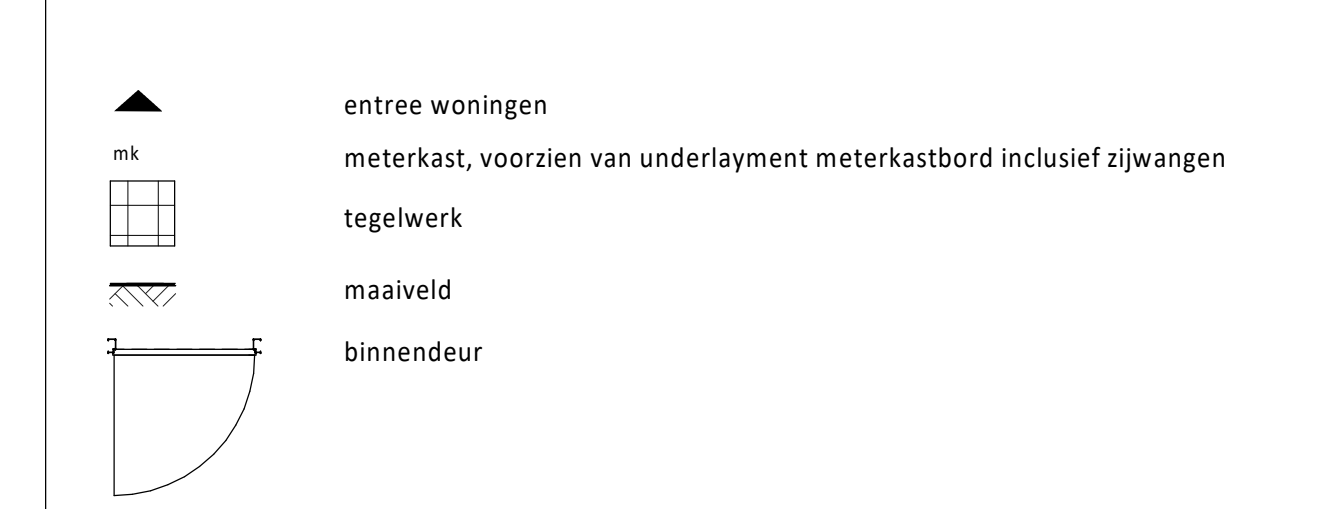 entree woningen
mk meterkast, voorzien van underlayment meterkastbord inclusief zijwangen
tegelwerk
maaiveld
binnendeur